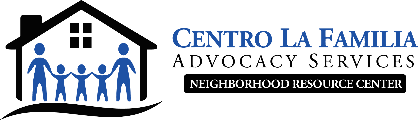 CENTRO LA FAMILIA
ADVOCACY SERVICES
NEIGHBORHOOD RESOURCE CENTER